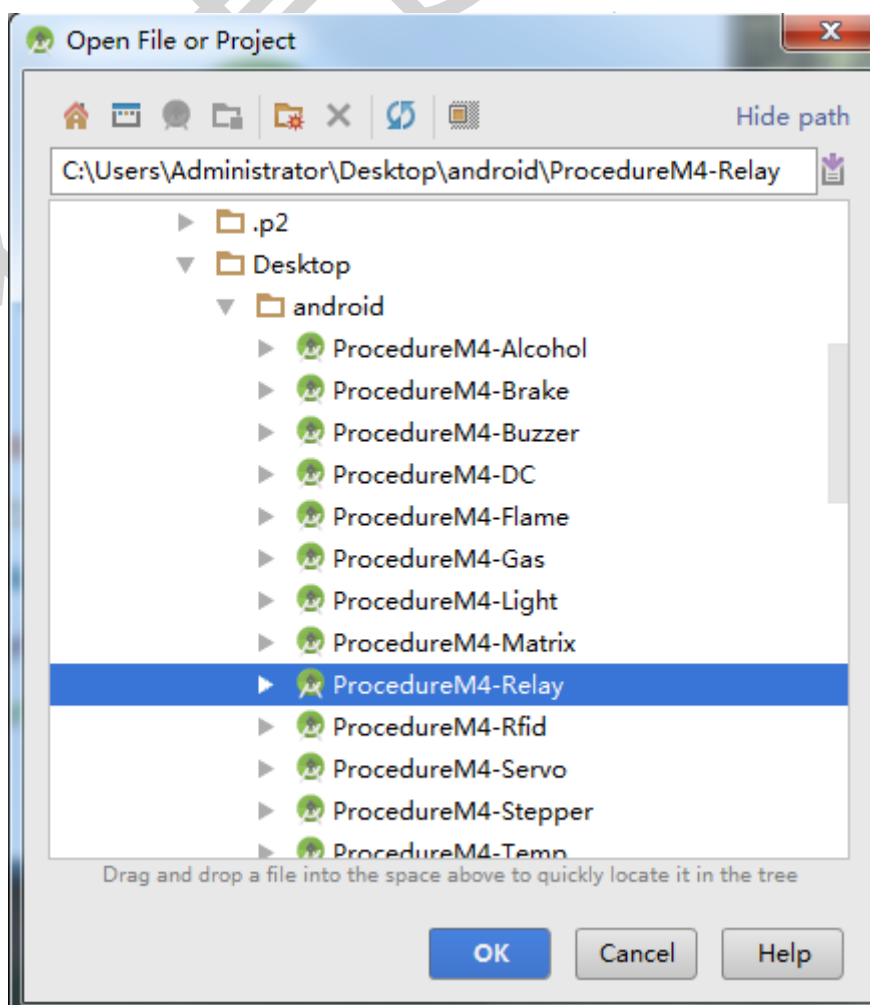 Open File or Project
Hide path
C:\Users\Administrator\Desktop\android\ProcedureM4-Relay
.p2
Desktop
android
ProcedureM4-Alcohol
ProcedureM4-Brake
ProcedureM4-Buzzer
ProcedureM4-DC
ProcedureM4-Flame
ProcedureM4-Gas
ProcedureM4-Light
ProcedureM4-Matrix
ProcedureM4-Relay
ProcedureM4-Rfid
ProcedureM4-Servo
ProcedureM4-Stepper
ProcedureM4-Temp
Drag and drop a file into the space above to quickly locate it in the tree
OK Cancel Help